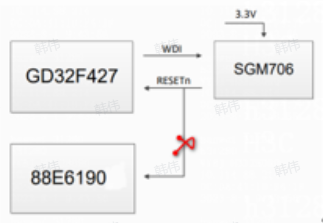 3.3V
WDI
GD32F427
SGM706
RESETn
88E6190